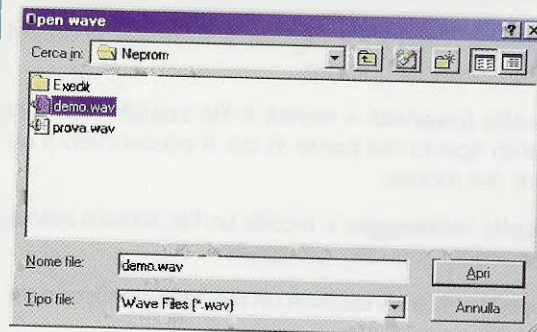 Open wave
Cerca in: Neprom
Exedit
demo.wav
prova.wav
Nome file: demo.wav Apri
Tipo file: Wave Files (*.wav) Annulla